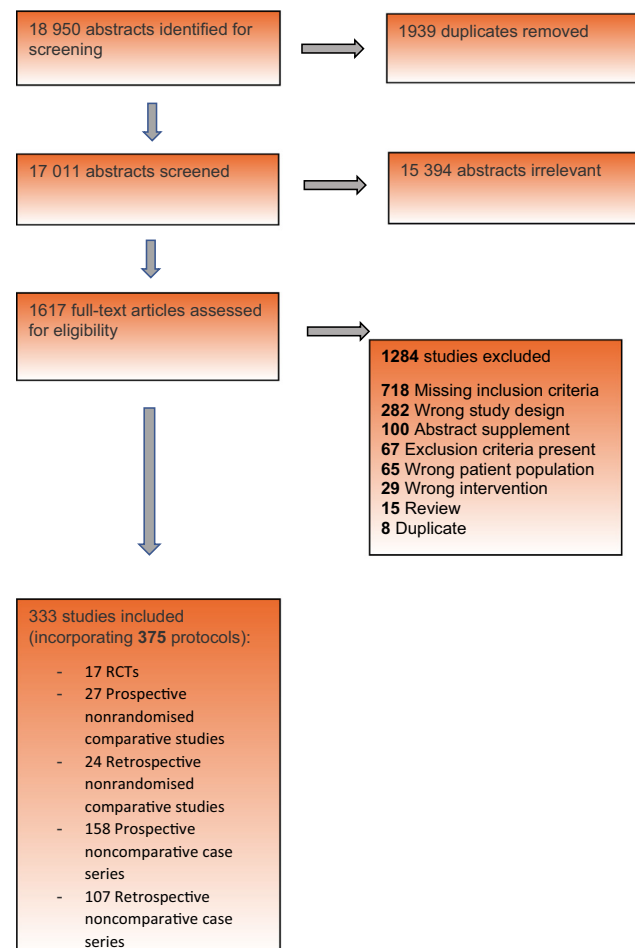 18 950 abstracts identified for
screening
1939 duplicates removed
17 011 abstracts screened
15 394 abstracts irrelevant
1617 full-text articles assessed
for eligibility
1284 studies excluded
718 Missing inclusion criteria
282 Wrong study design
100 Abstract supplement
67 Exclusion criteria present
65 Wrong patient population
29 Wrong intervention
15 Review
8 Duplicate
333 studies included
(incorporating 375 protocols):
- 17 RCTs
- 27 Prospective
nonrandomised
comparative studies
- 24 Retrospective
nonrandomised
comparative studies
- 158 Prospective
noncomparative case
series
- 107 Retrospective
noncomparative case
series